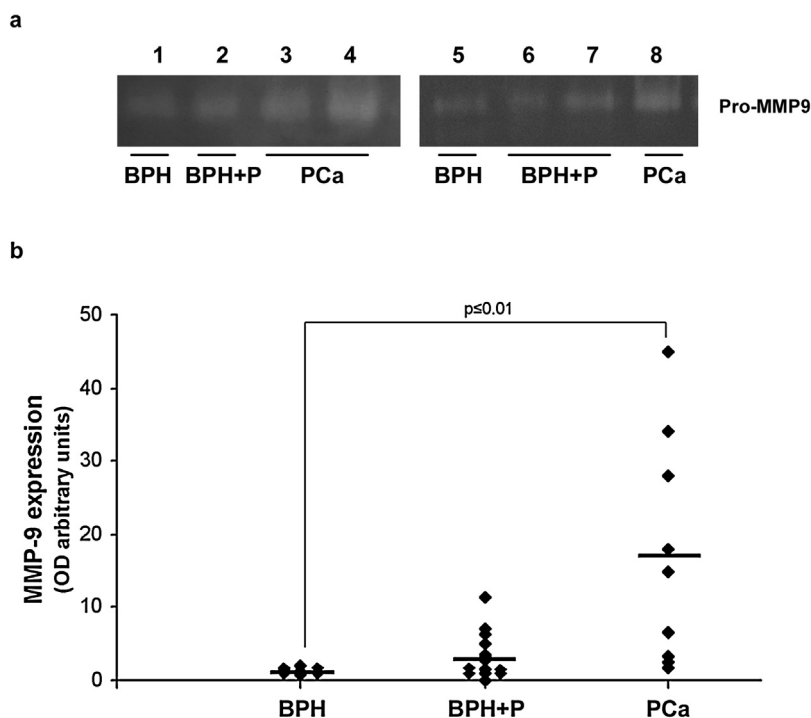 a
1 2 3 4 5 6 7 8
Pro-MMP9
BPH BPH+P PCa BPH BPH+P PCa
b
p≤0.01
50
40
30
20
10
0
MMP-9 expression
(OD arbitrary units)
BPH BPH+P PCa